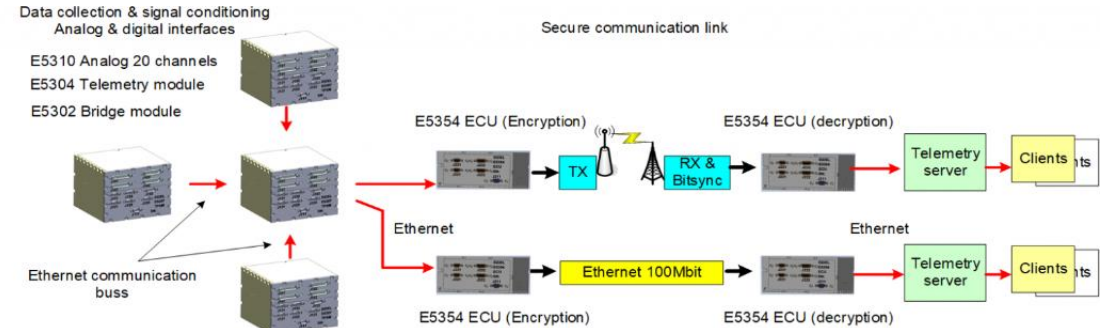 Data collection & signal conditioning
Analog & digital interfaces
E5310 Analog 20 channels
E5304 Telemetry module
E5302 Bridge module
Secure communication link
E5354 ECU (Encryption)
E5354 ECU (decryption)
TX
RX &
Bitsync
Telemetry
server
Clients
nts
Ethernet
Ethernet
Ethernet communication
buss
Ethernet 100Mbit
Telemetry
server
Clients
nts
E5354 ECU (Encryption)
E5354 ECU (decryption)